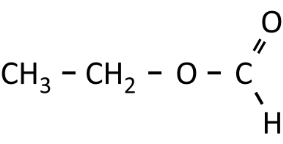 O
CH₃ – CH₂ – O – C
H